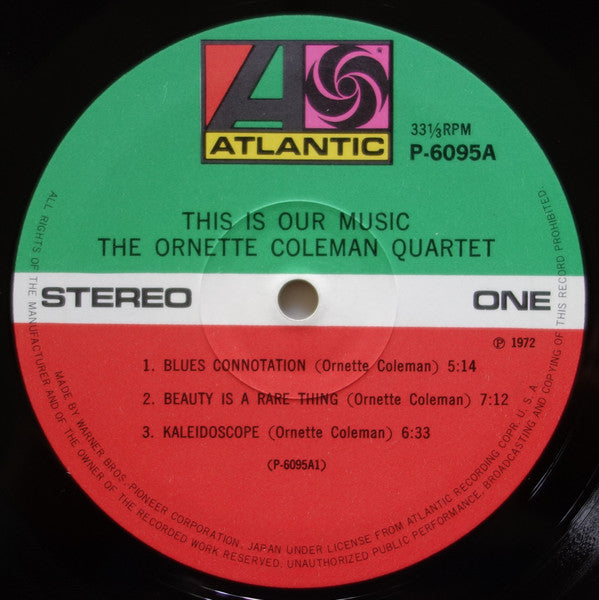 ATLANTIC
33⅓RPM
P-6095A
THIS IS OUR MUSIC
THE ORNETTE COLEMAN QUARTET
STEREO
ONE
℗ 1972
1. BLUES CONNOTATION (Ornette Coleman) 5:14
2. BEAUTY IS A RARE THING (Ornette Coleman) 7:12
3. KALEIDOSCOPE (Ornette Coleman) 6:33
(P-6095A1)
ALL RIGHTS OF THE MANUFACTURER AND OF THE OWNER OF THE RECORDED WORK RESERVED. UNAUTHORIZED PUBLIC PERFORMANCE, BROADCASTING AND COPYING OF THIS RECORD PROHIBITED
MADE BY WARNER BROS. PIONEER CORPORATION, JAPAN UNDER LICENSE FROM ATLANTIC RECORDING COPR. U. S. A.